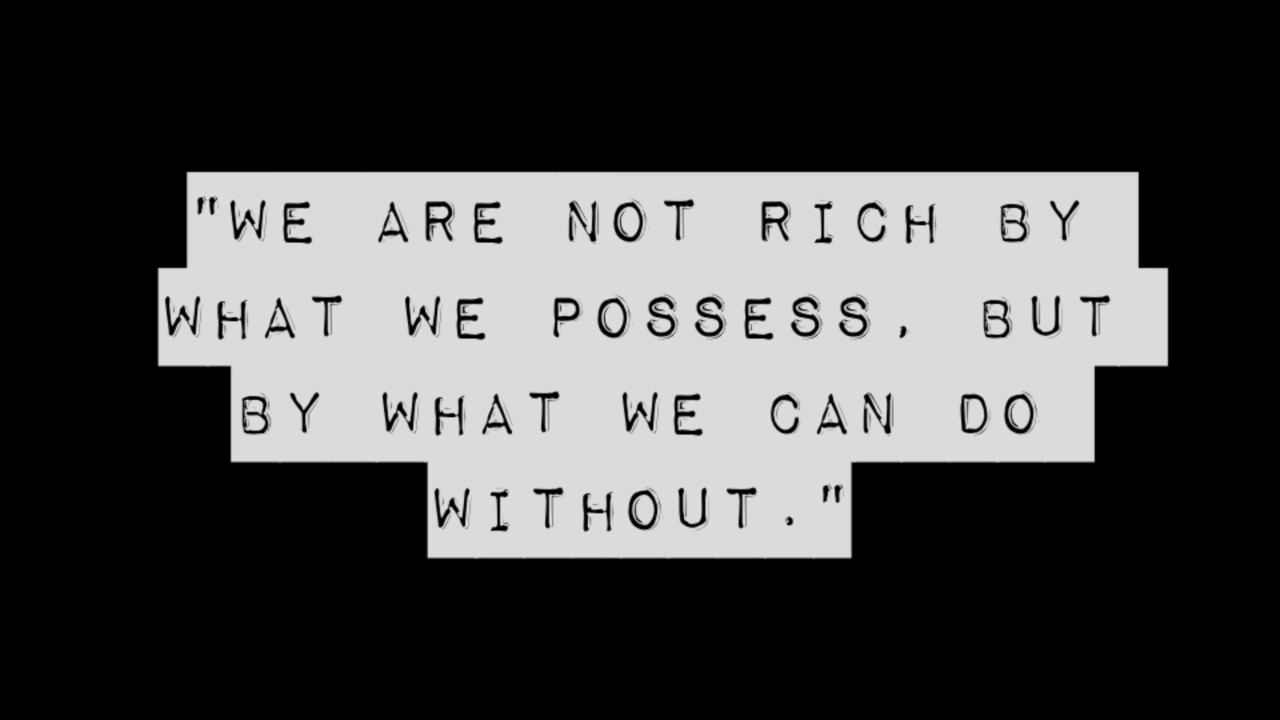 "WE ARE NOT RICH BY
WHAT WE POSSESS, BUT
BY WHAT WE CAN DO
WITHOUT."